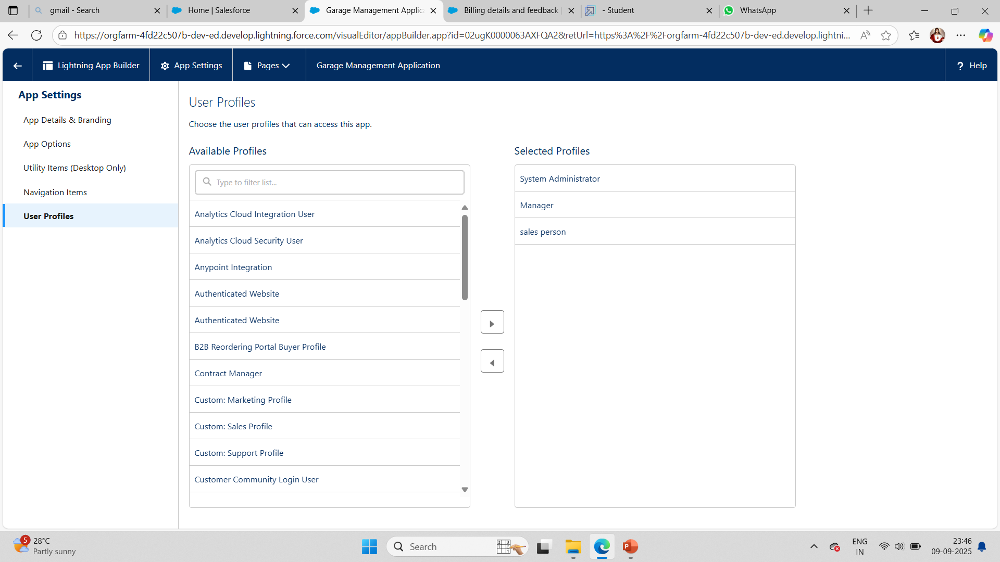 gmail - Search
Home | Salesforce
Garage Management Applica
Billing details and feedback |
- Student
WhatsApp
https://orgfarm-4fd22c507b-dev-ed.develop.lightning.force.com/visualEditor/appBuilder.app?id=02ugK0000063AXFQA2&retUrl=https%3A%2F%2Forgfarm-4fd22c507b-dev-ed.develop.lightni...
Lightning App Builder
App Settings
Pages
Garage Management Application
? Help
App Settings
App Details & Branding
App Options
Utility Items (Desktop Only)
Navigation Items
User Profiles
User Profiles
Choose the user profiles that can access this app.
Available Profiles
Type to filter list...
Analytics Cloud Integration User
Analytics Cloud Security User
Anypoint Integration
Authenticated Website
Authenticated Website
B2B Reordering Portal Buyer Profile
Contract Manager
Custom: Marketing Profile
Custom: Sales Profile
Custom: Support Profile
Customer Community Login User
Selected Profiles
System Administrator
Manager
sales person
5
28°C
Partly sunny
Search
ENG
IN
23:46
09-09-2025